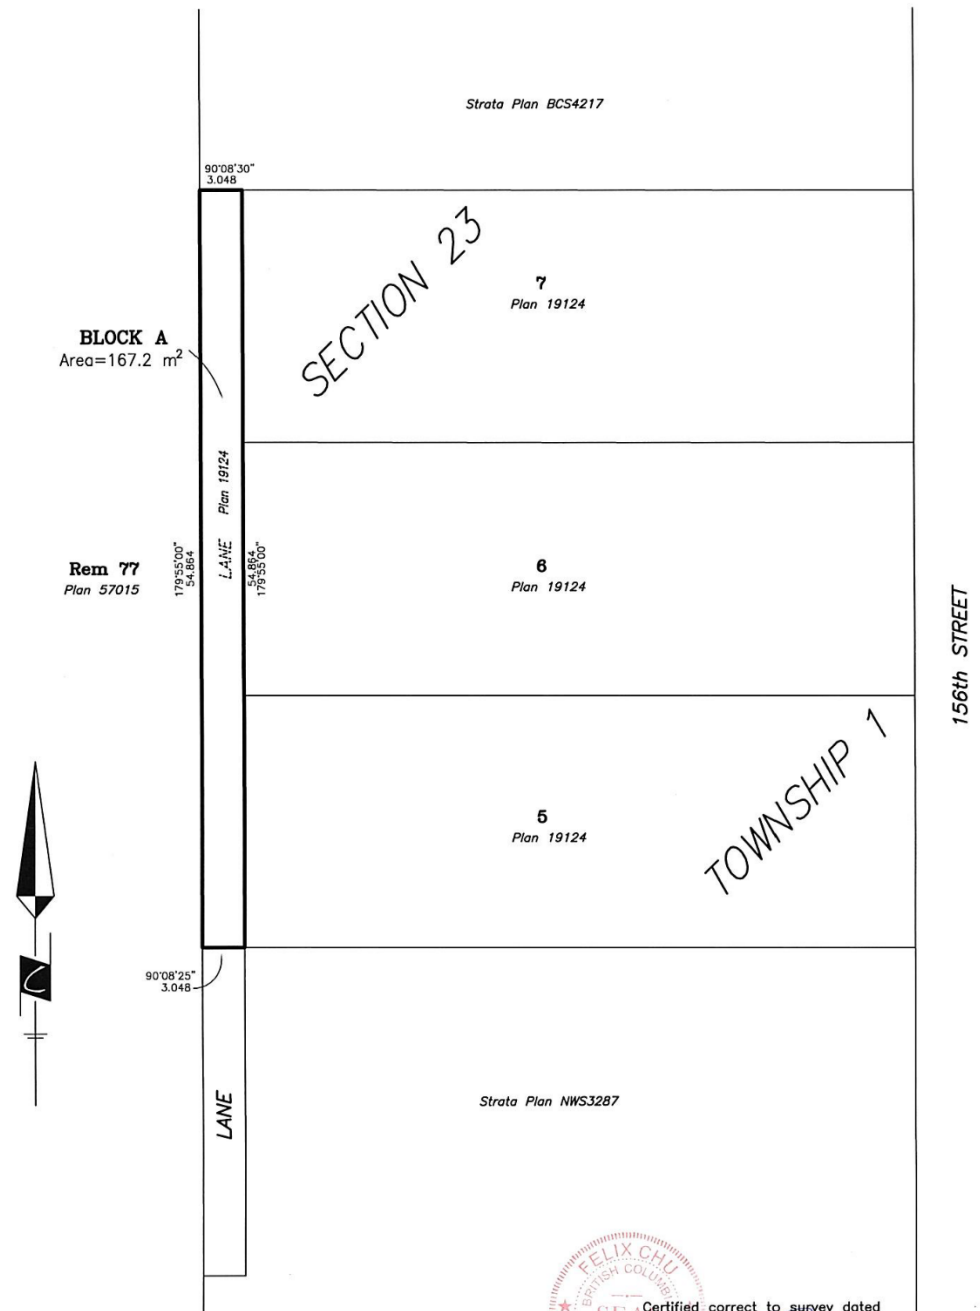 Strata Plan BCS4217
90°08'30"
3.048
SECTION 23
7
Plan 19124
BLOCK A
Area=167.2 m²
LANE Plan 19124
Rem 77
Plan 57015
179°55'00"
54.864
54.864
179°55'00"
6
Plan 19124
156th STREET
5
Plan 19124
TOWNSHIP 1
90°08'25"
3.048
LANE
Strata Plan NWS3287
FELIX CHU
BRITISH COLUMB
Certified correct to survey dated